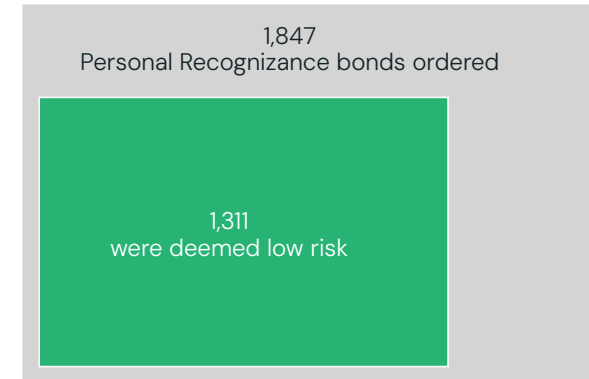 1,847
Personal Recognizance bonds ordered
1,311
were deemed low risk